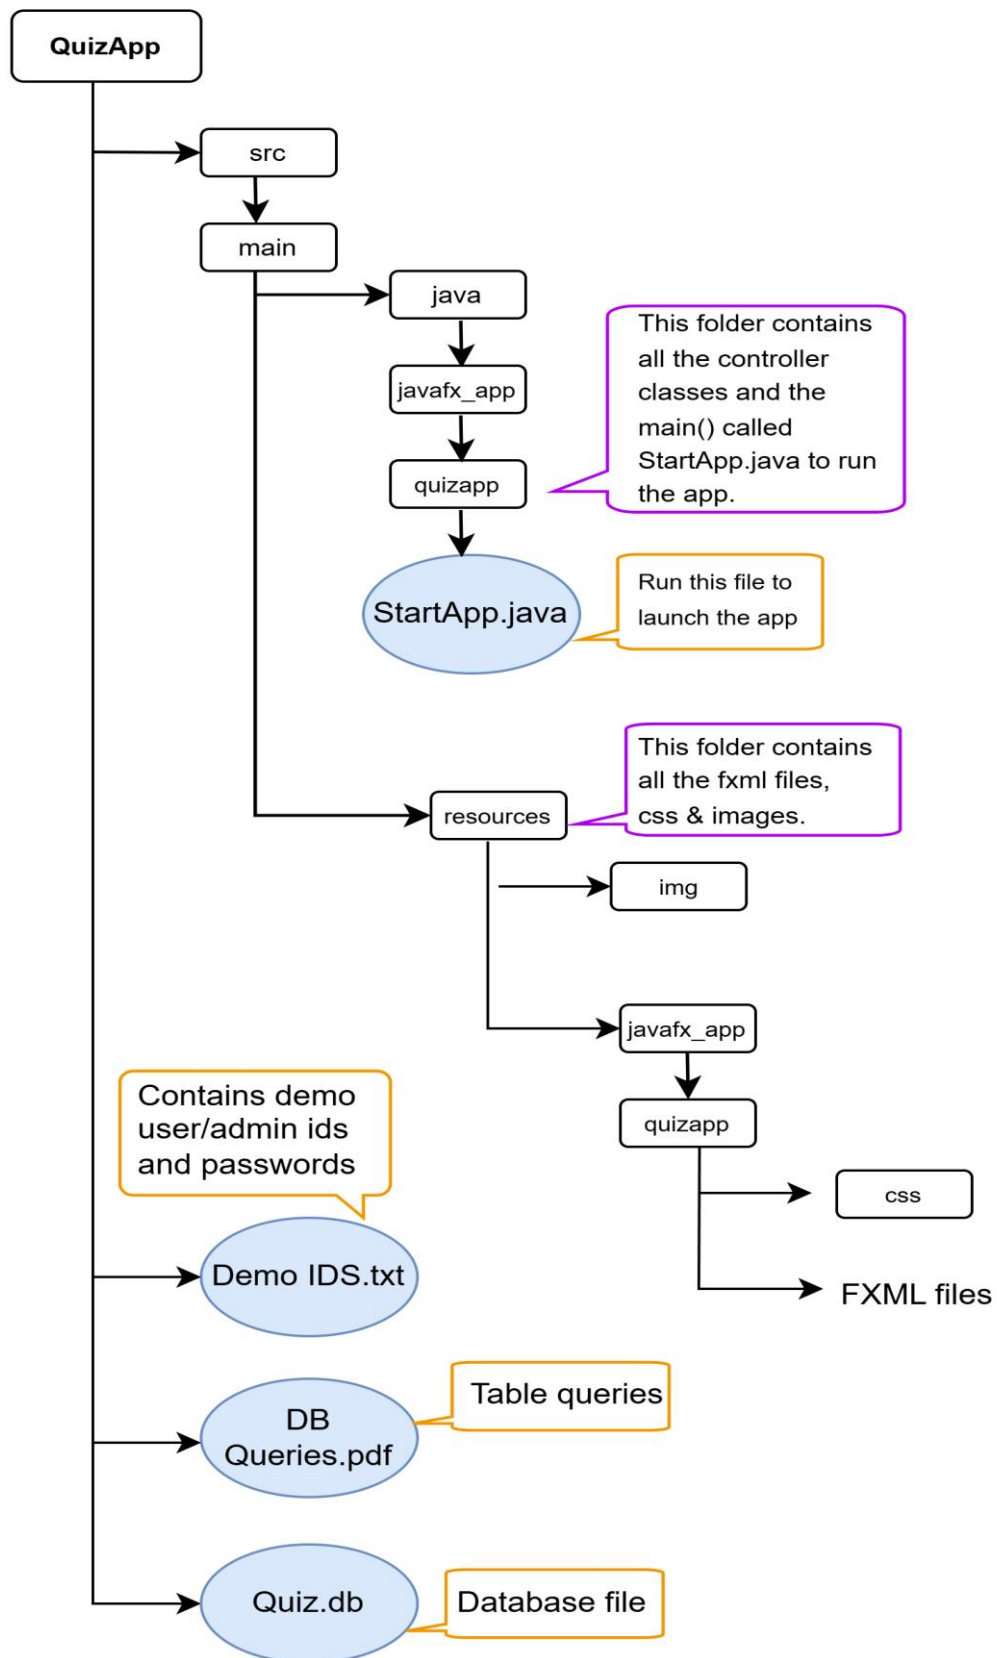 QuizApp
src
main
java
javafx_app
quizapp
This folder contains
all the controller
classes and the
main() called
StartApp.java to run
the app.
StartApp.java
Run this file to
launch the app
resources
This folder contains
all the fxml files,
css & images.
img
javafx_app
quizapp
css
FXML files
Contains demo
user/admin ids
and passwords
Demo IDS.txt
DB
Queries.pdf
Table queries
Quiz.db
Database file